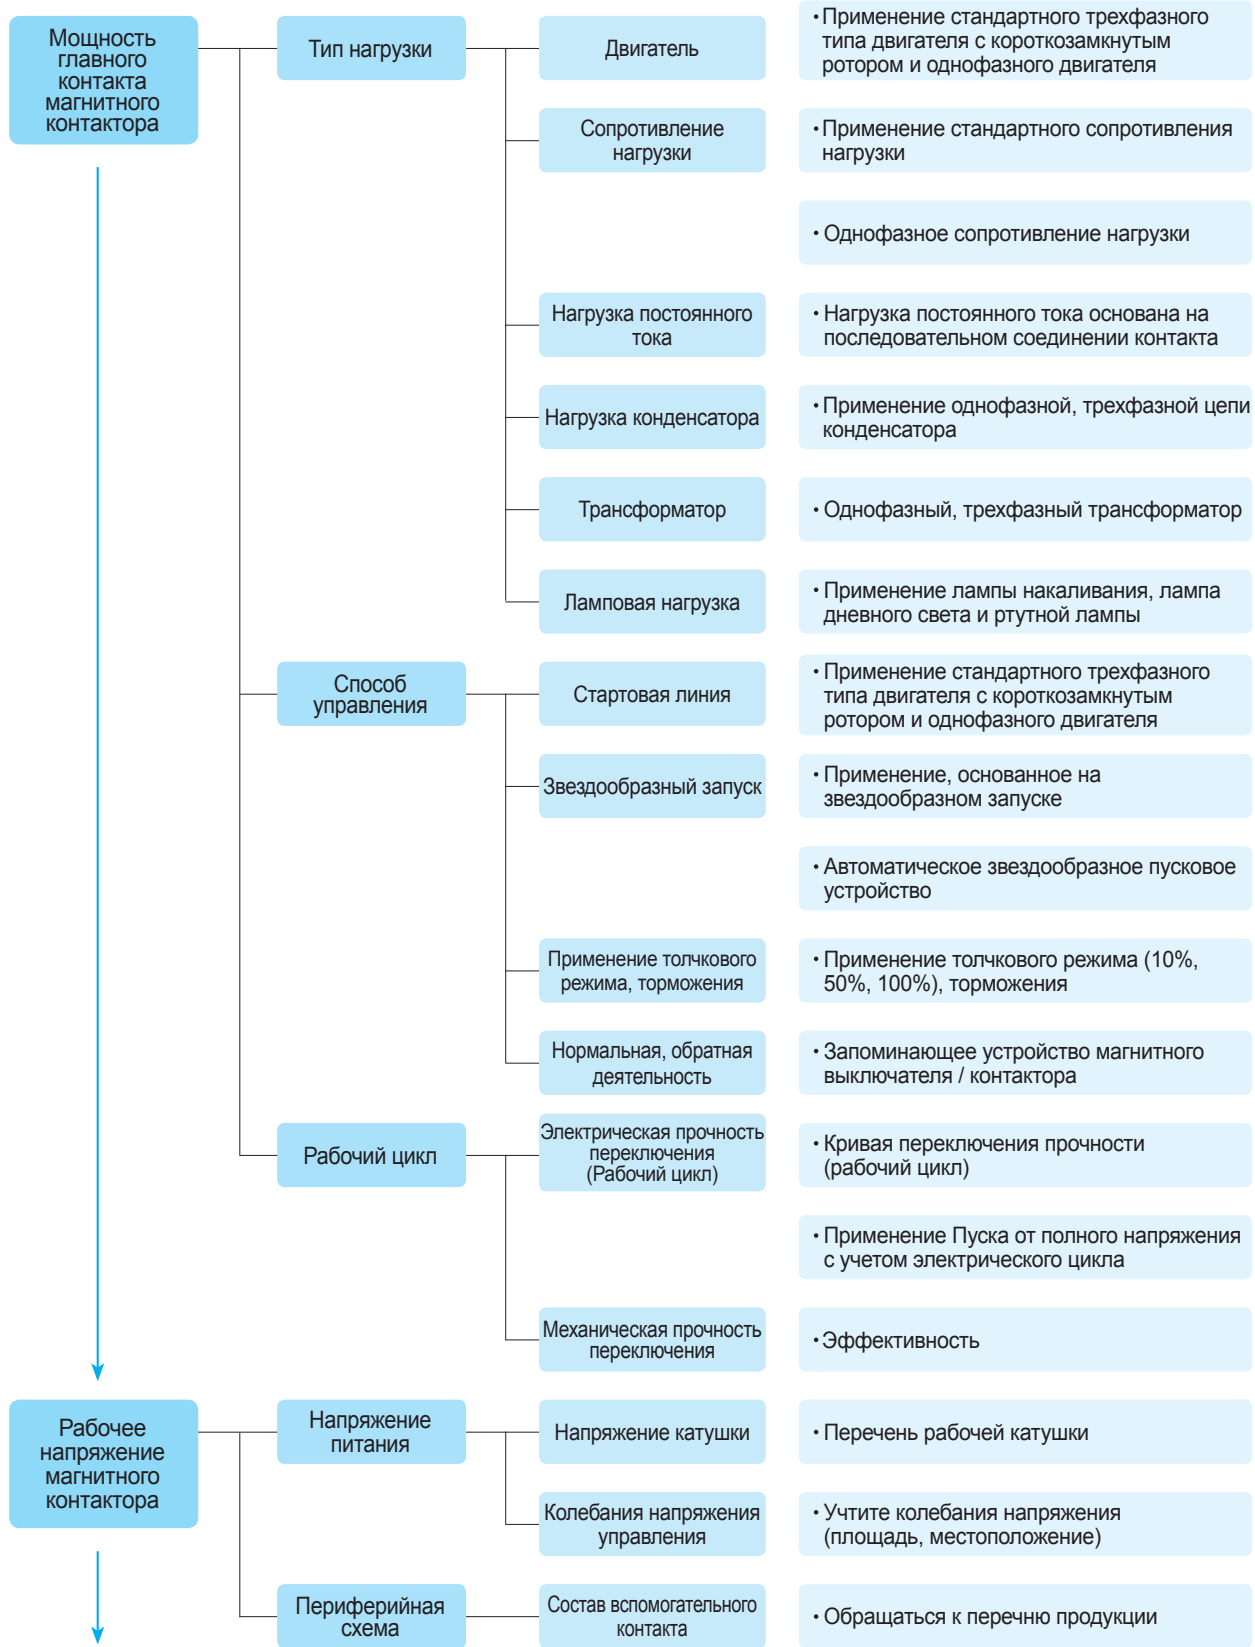 Мощность
главного
контакта
магнитного
контактора
Тип нагрузки
Двигатель
• Применение стандартного трехфазного
типа двигателя с короткозамкнутым
ротором и однофазного двигателя
Сопротивление
нагрузки
• Применение стандартного сопротивления
нагрузки
• Однофазное сопротивление нагрузки
Нагрузка постоянного
тока
• Нагрузка постоянного тока основана на
последовательном соединении контакта
Нагрузка конденсатора
• Применение однофазной, трехфазной цепи
конденсатора
Трансформатор
• Однофазный, трехфазный трансформатор
Ламповая нагрузка
• Применение лампы накаливания, лампа
дневного света и ртутной лампы
Способ
управления
Стартовая линия
• Применение стандартного трехфазного
типа двигателя с короткозамкнутым
ротором и однофазного двигателя
Звездообразный запуск
• Применение, основанное на
звездообразном запуске
• Автоматическое звездообразное пусковое
устройство
Применение толчкового
режима, торможения
• Применение толчкового режима (10%,
50%, 100%), торможения
Нормальная, обратная
деятельность
• Запоминающее устройство магнитного
выключателя / контактора
Рабочий цикл
Электрическая прочность
переключения
(Рабочий цикл)
• Кривая переключения прочности
(рабочий цикл)
• Применение Пуска от полного напряжения
с учетом электрического цикла
Механическая прочность
переключения
• Эффективность
Рабочее
напряжение
магнитного
контактора
Напряжение
питания
Напряжение катушки
• Перечень рабочей катушки
Колебания напряжения
управления
• Учтите колебания напряжения
(площадь, местоположение)
Периферийная
схема
Состав вспомогательного
контакта
• Обращаться к перечню продукции